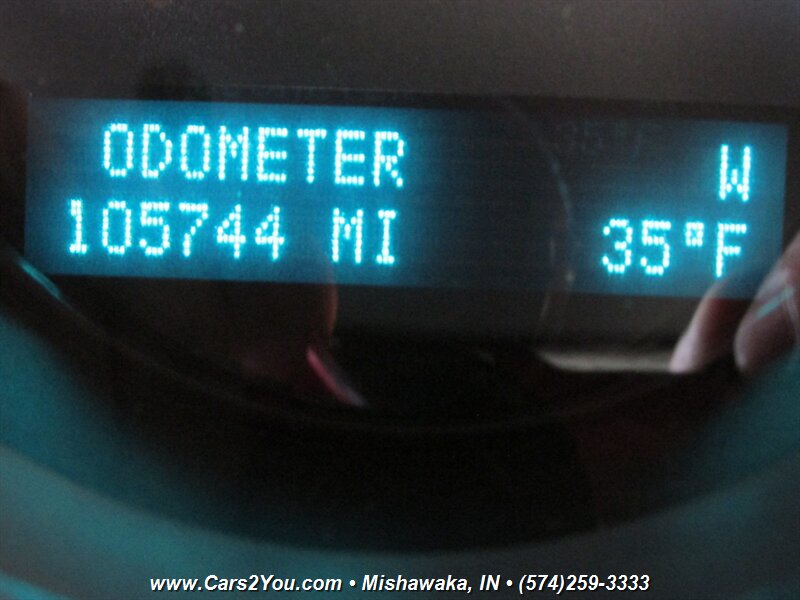 ODOMETER W
105744 MI 35°F
www.Cars2You.com • Mishawaka, IN • (574)259-3333